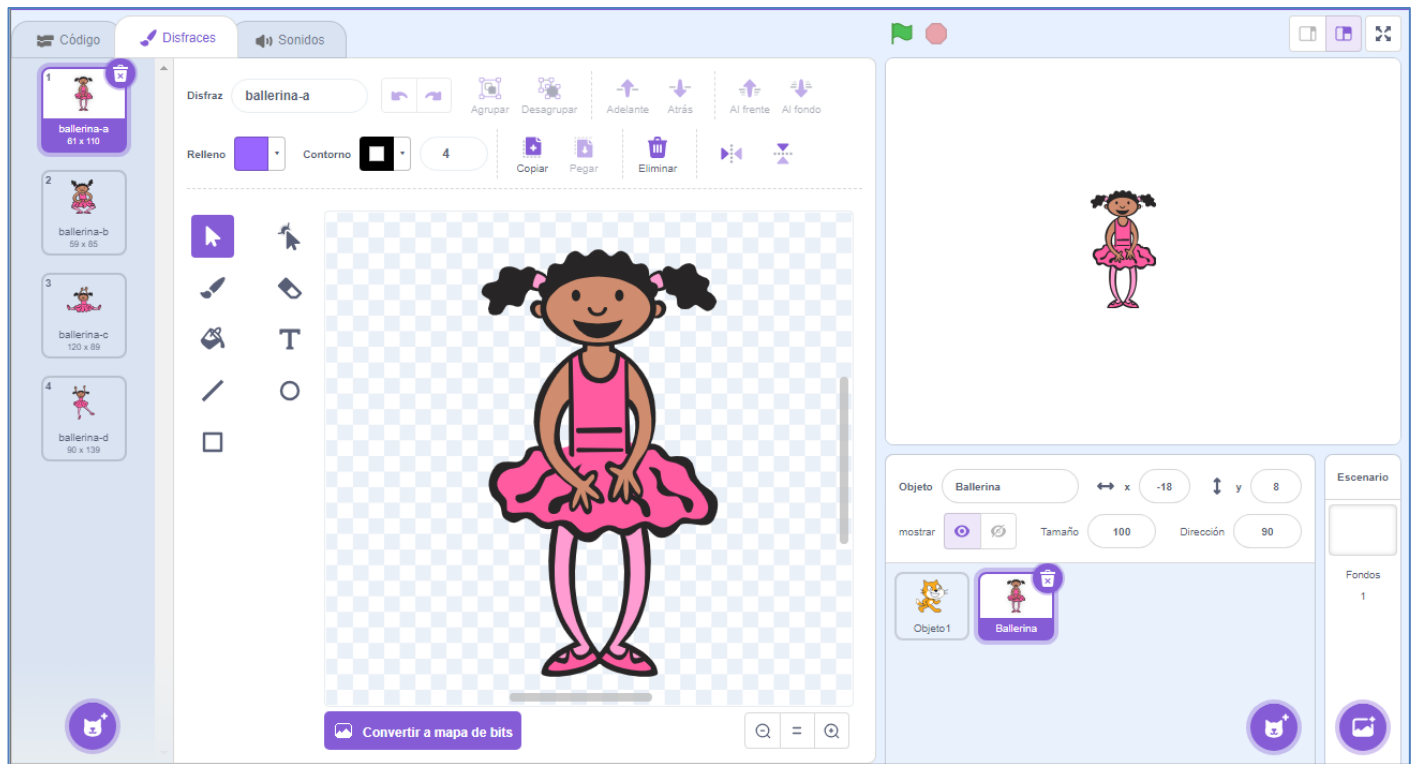 Código
Disfraces
Sonidos
1
ballerina-a
61 x 110
2
ballerina-b
59 x 85
3
ballerina-c
120 x 89
4
ballerina-d
90 x 139
Disfraz ballerina-a
Agrupar Desagrupar Adelante Atrás Al frente Al fondo
Relleno Contorno 4
Copiar Pegar Eliminar
T
Convertir a mapa de bits
Objeto Ballerina x -18 y 8
mostrar Tamaño 100 Dirección 90
Objeto1
Ballerina
Escenario
Fondos
1